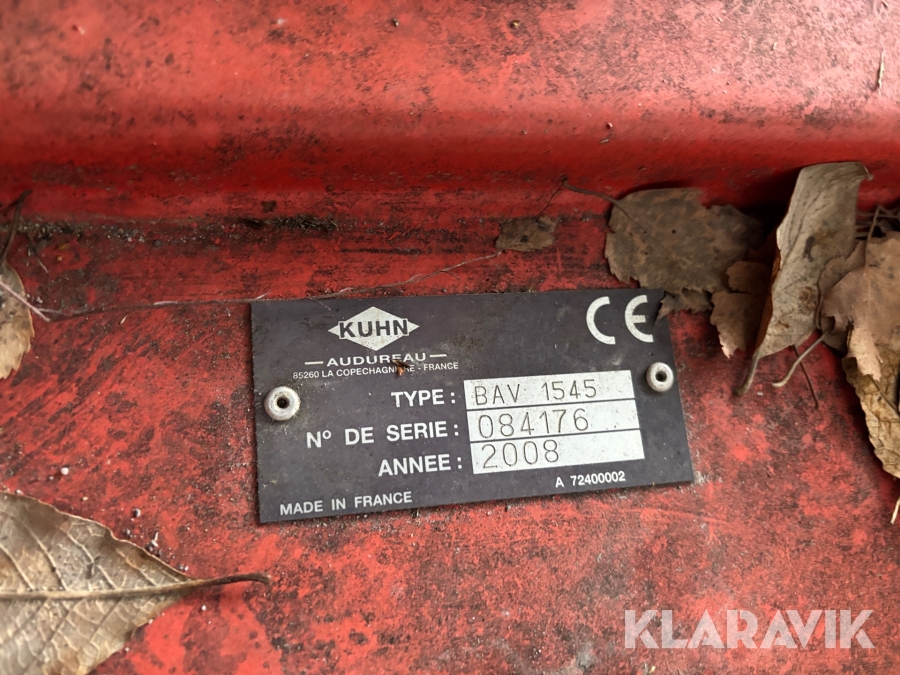 KUHN
CE
AUDUREAU
85260 LA COPECHAGNIERE - FRANCE
TYPE : BAV 1545
Nº DE SERIE : 084176
ANNEE : 2008
A 72400002
MADE IN FRANCE
KLARAVIK